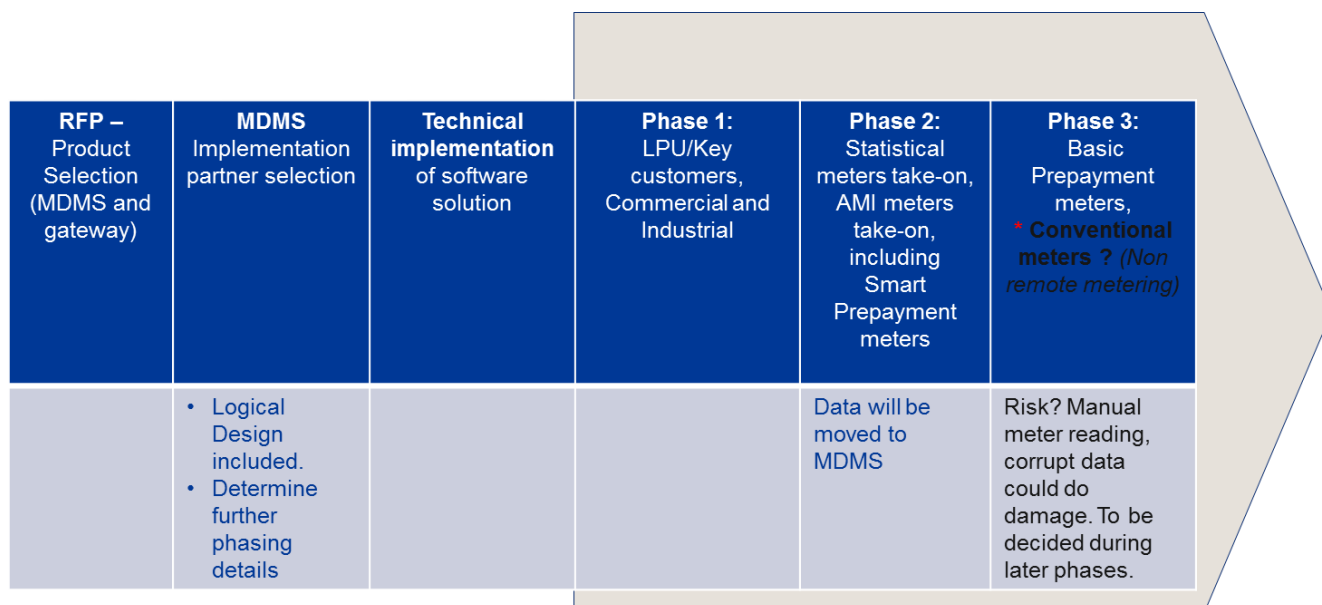 RFP –
Product
Selection
(MDMS and
gateway)
MDMS
Implementation
partner selection
Technical
implementation
of software
solution
Phase 1:
LPU/Key
customers,
Commercial and
Industrial
Phase 2:
Statistical
meters take-on,
AMI meters
take-on,
including
Smart
Prepayment
meters
Phase 3:
Basic
Prepayment
meters,
* Conventional
meters ? (Non
remote metering)
• Logical
Design
included.
• Determine
further
phasing
details
Data will be
moved to
MDMS
Risk? Manual
meter reading,
corrupt data
could do
damage. To be
decided during
later phases.